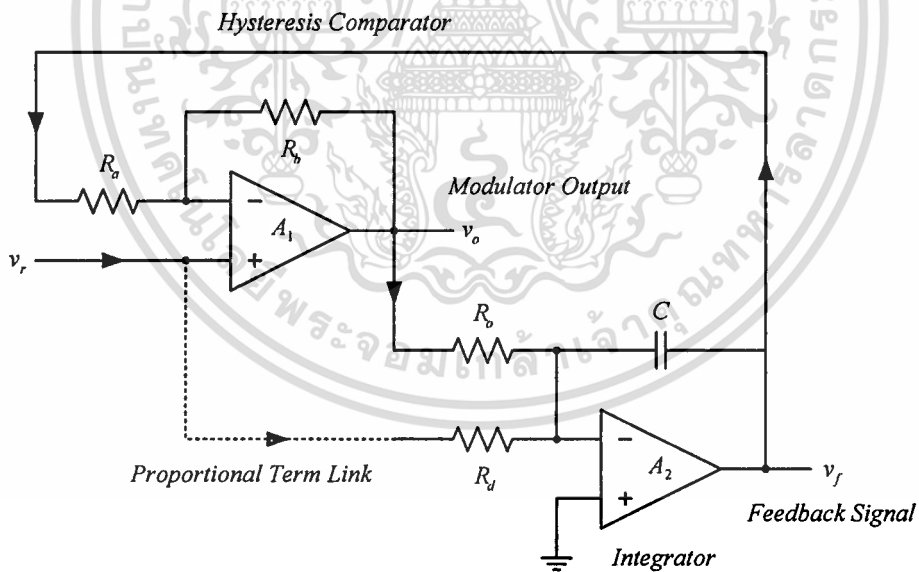 Hysteresis Comparator
R_b
R_a
Modulator Output
A_1
v_o
v_r
R_o
C
Proportional Term Link
R_d
A_2
v_f
Feedback Signal
Integrator